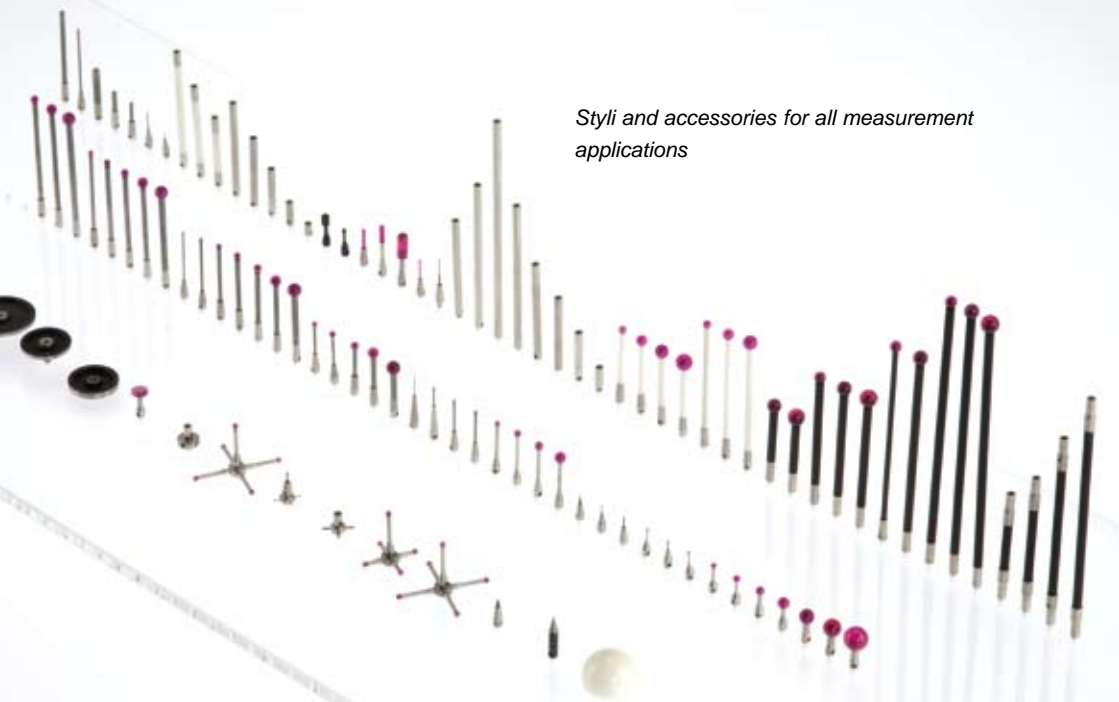 Styli and accessories for all measurement
applications